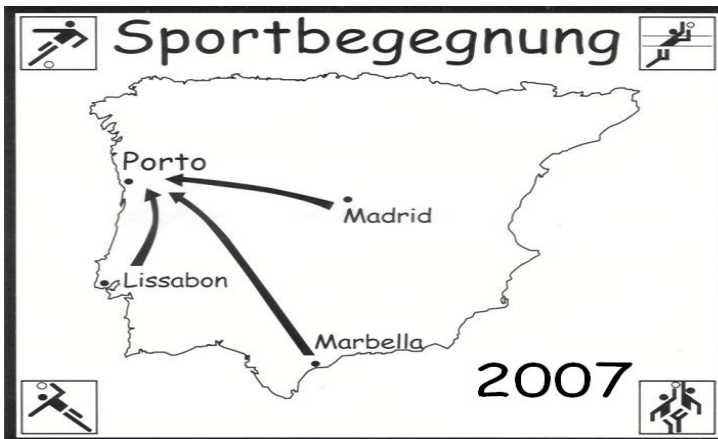 Sportbegegnung
Porto
Madrid
Lissabon
Marbella
2007